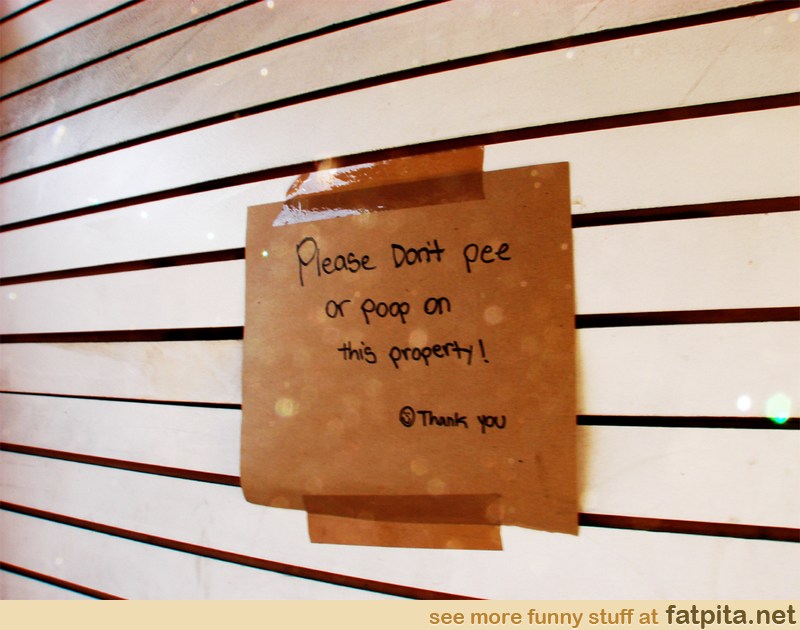 Please Don't pee
or poop on
this property!
☺Thank you
see more funny stuff at fatpita.net